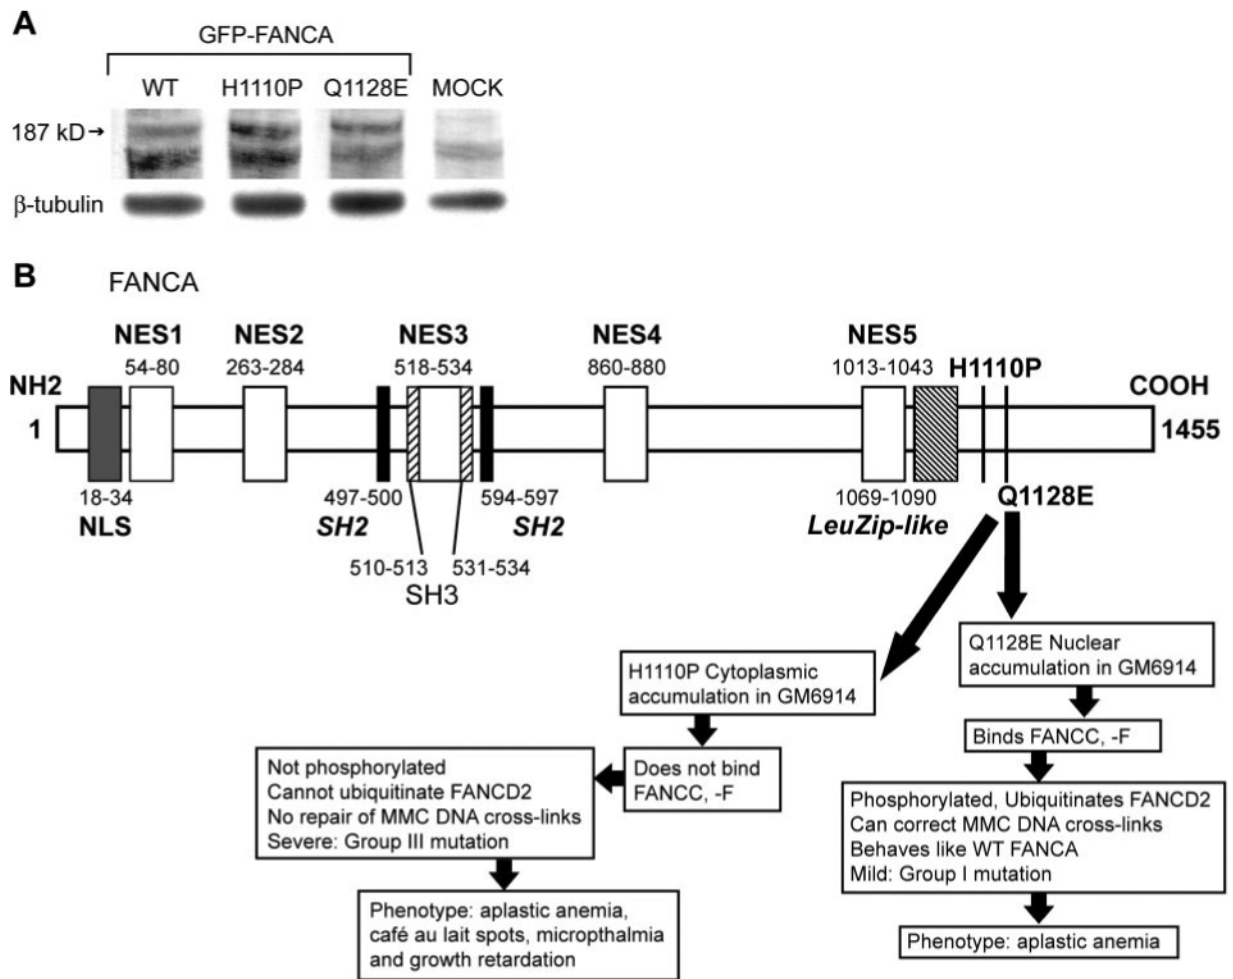 A
GFP-FANCA
WT H1110P Q1128E MOCK
187 kD→
β-tubulin
B
FANCA
NES1 NES2 NES3 NES4 NES5
54-80 263-284 518-534 860-880 1013-1043 H1110P
NH2 COOH
1 1455
18-34 497-500 594-597 1069-1090 Q1128E
NLS SH2 SH2 LeuZip-like
510-513 531-534
SH3
H1110P Cytoplasmic
accumulation in GM6914
Does not bind
FANCC, -F
Not phosphorylated
Cannot ubiquitinate FANCD2
No repair of MMC DNA cross-links
Severe: Group III mutation
Phenotype: aplastic anemia,
café au lait spots, micropthalmia
and growth retardation
Q1128E Nuclear
accumulation in GM6914
Binds FANCC, -F
Phosphorylated, Ubiquitinates FANCD2
Can correct MMC DNA cross-links
Behaves like WT FANCA
Mild: Group I mutation
Phenotype: aplastic anemia